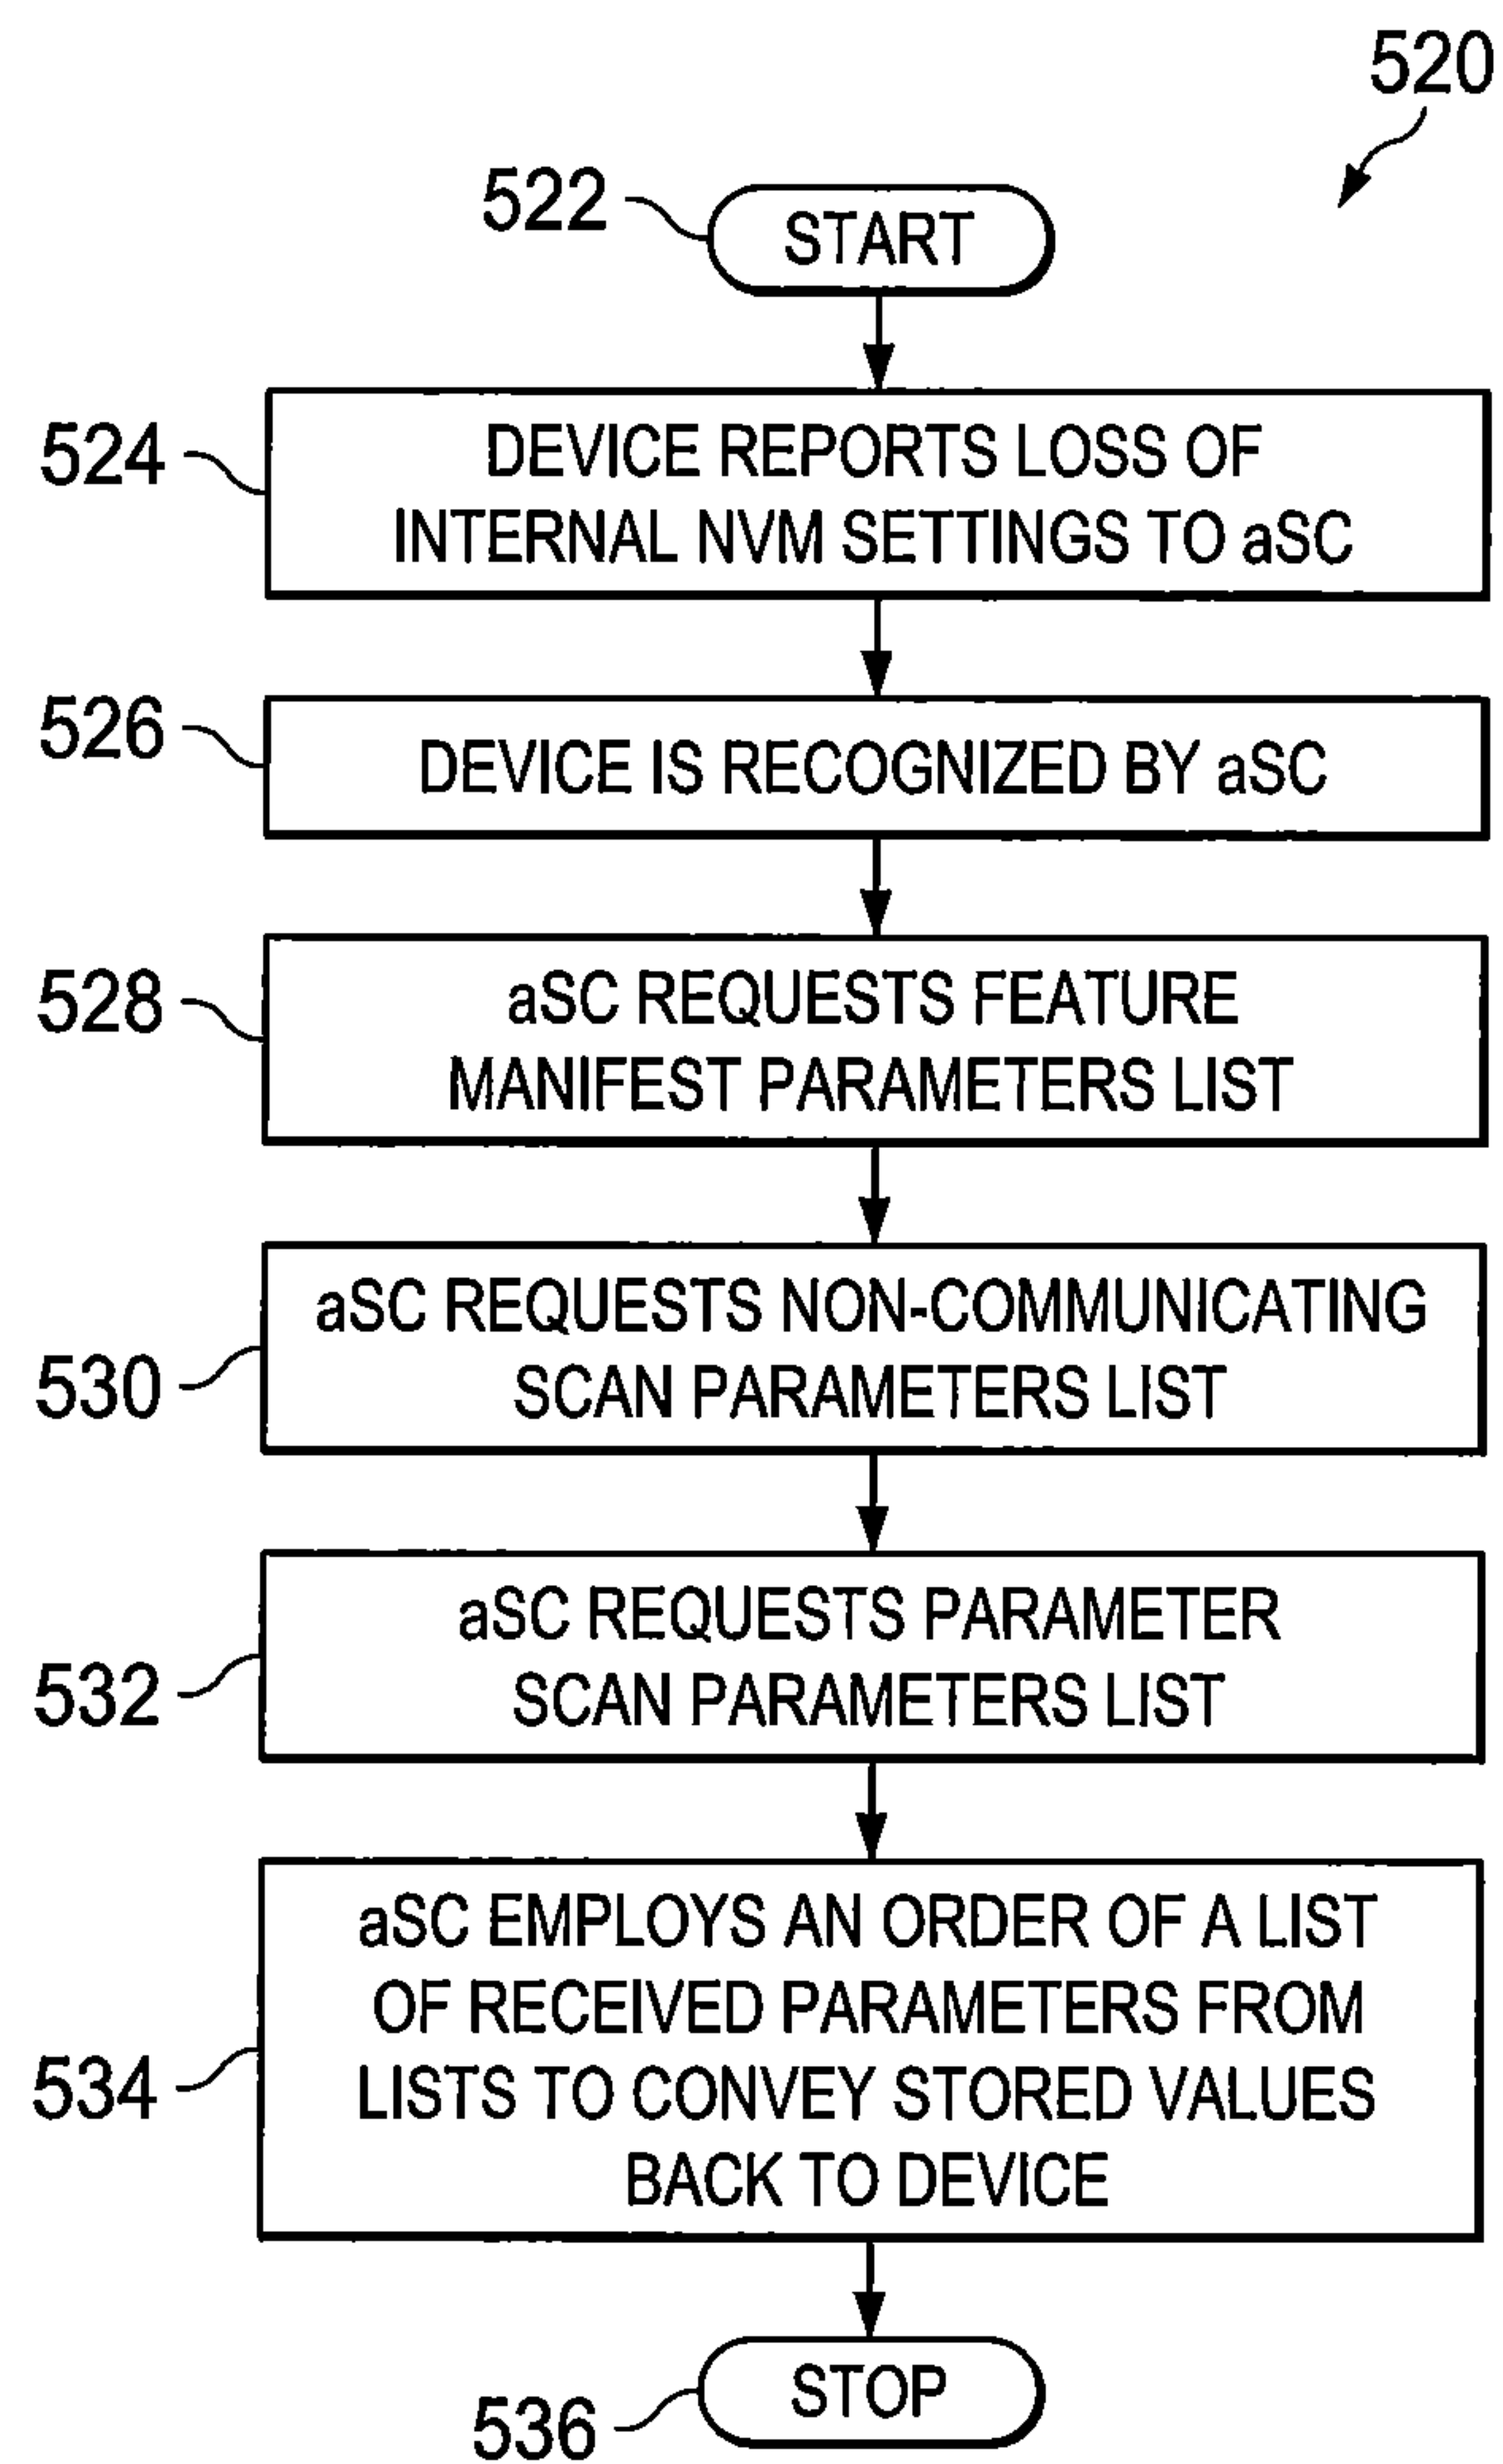 520
522
START
524
DEVICE REPORTS LOSS OF
INTERNAL NVM SETTINGS TO aSC
526
DEVICE IS RECOGNIZED BY aSC
528
aSC REQUESTS FEATURE
MANIFEST PARAMETERS LIST
530
aSC REQUESTS NON-COMMUNICATING
SCAN PARAMETERS LIST
532
aSC REQUESTS PARAMETER
SCAN PARAMETERS LIST
534
aSC EMPLOYS AN ORDER OF A LIST
OF RECEIVED PARAMETERS FROM
LISTS TO CONVEY STORED VALUES
BACK TO DEVICE
536
STOP